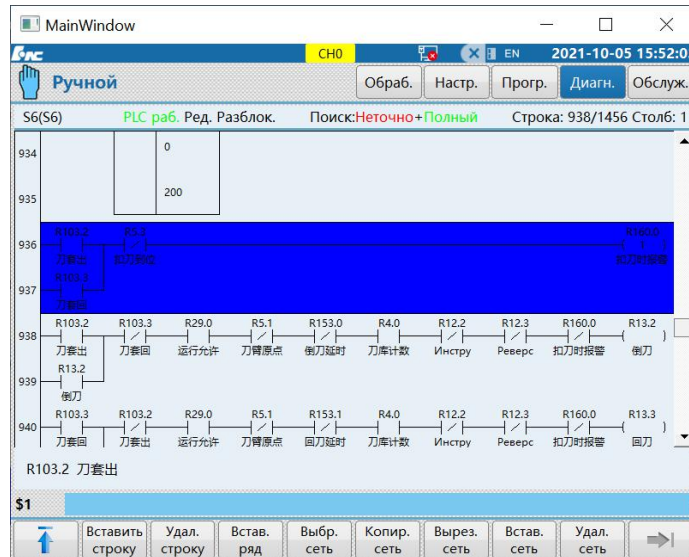 MainWindow
HNC CH0 EN 2021-10-05 15:52:0
Ручной Обраб. Настр. Прогр. Диагн. Обслуж.
S6(S6) PLC раб. Ред. Разблок. Поиск:Неточно+Полный Строка: 938/1456 Столб: 1
934 0
935 200
R103.2 R5.3 R160.0
936
刀套出 扣刀到位 扣刀时报警
R103.3
937
刀套回
R103.2 R103.3 R29.0 R5.1 R153.0 R4.0 R12.2 R12.3 R160.0 R13.2
938
刀套出 刀套回 运行允许 刀臂原点 倒刀延时 刀库计数 Инстру Реверс 扣刀时报警 倒刀
R13.2
939
倒刀
R103.3 R103.2 R29.0 R5.1 R153.1 R4.0 R12.2 R12.3 R160.0 R13.3
940
刀套回 刀套出 运行允许 刀臂原点 回刀延时 刀库计数 Инстру Реверс 扣刀时报警 回刀
R103.2 刀套出
$1
Вставить строку Удал. строку Встав. ряд Выбр. сеть Копир. сеть Вырез. сеть Встав. сеть Удал. сеть